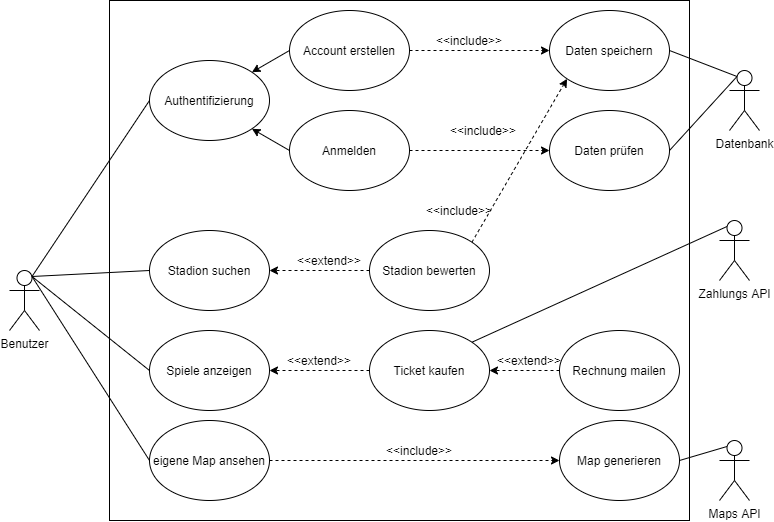 Account erstellen
<<include>>
Daten speichern
Authentifizierung
Datenbank
<<include>>
Anmelden
Daten prüfen
<<include>>
Stadion suchen
<<extend>>
Stadion bewerten
Zahlungs API
Benutzer
Spiele anzeigen
<<extend>>
Ticket kaufen
<<extend>>
Rechnung mailen
eigene Map ansehen
<<include>>
Map generieren
Maps API